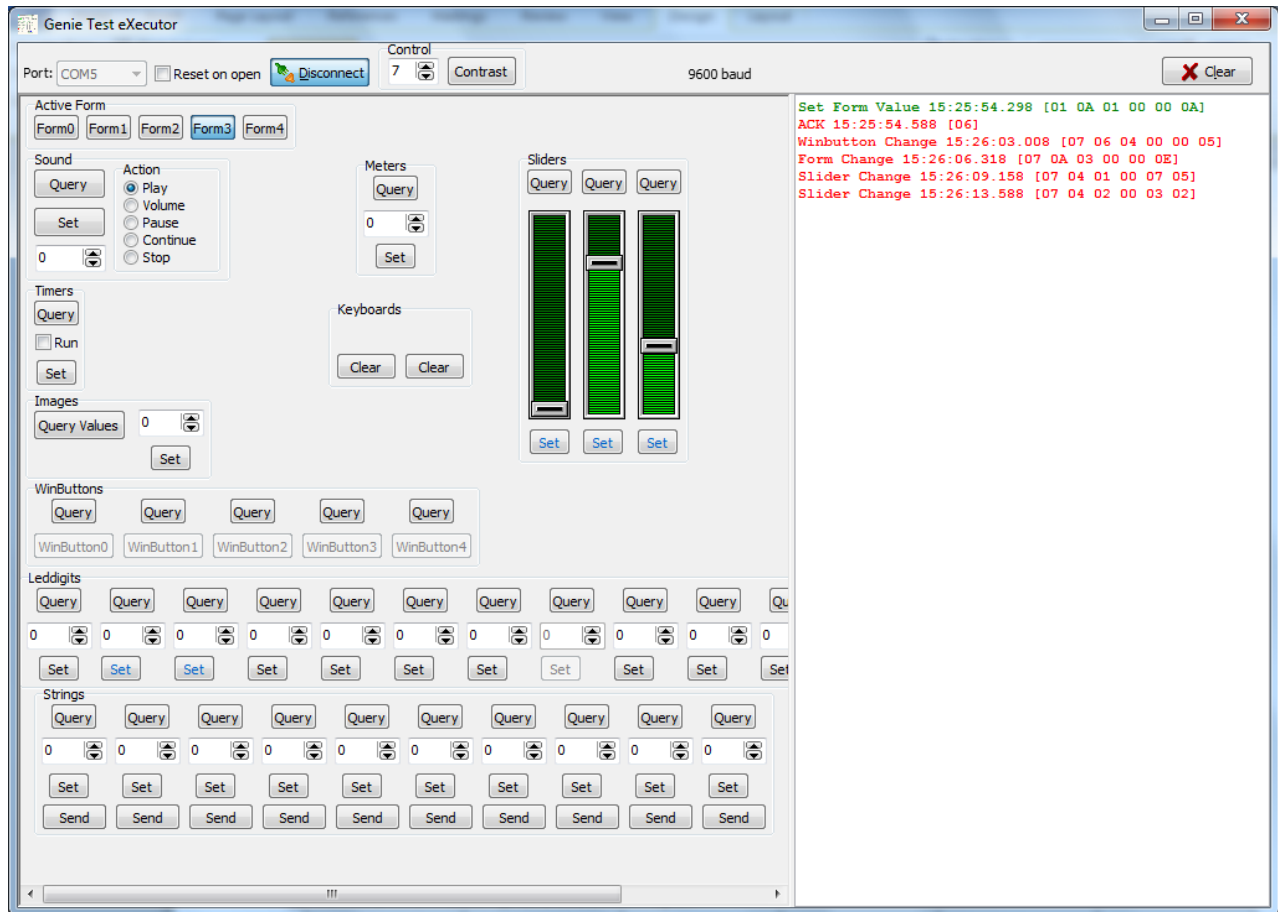 Genie Test eXecutor
Port: COM5 Reset on open Disconnect Control 7 Contrast 9600 baud Clear
Active Form
Form0 Form1 Form2 Form3 Form4
Sound
Query
Set
0
Action
Play
Volume
Pause
Continue
Stop
Meters
Query
0
Set
Sliders
Query Query Query
Set Set Set
Timers
Query
Run
Set
Keyboards
Clear Clear
Images
Query Values 0
Set
WinButtons
Query Query Query Query Query
WinButton0 WinButton1 WinButton2 WinButton3 WinButton4
Leddigits
Query Query Query Query Query Query Query Query Query Query Qu
0 0 0 0 0 0 0 0 0 0 0
Set Set Set Set Set Set Set Set Set Set Set
Strings
Query Query Query Query Query Query Query Query Query Query
0 0 0 0 0 0 0 0 0 0
Set Set Set Set Set Set Set Set Set Set
Send Send Send Send Send Send Send Send Send Send
Set Form Value 15:25:54.298 [01 0A 01 00 00 0A]
ACK 15:25:54.588 [06]
Winbutton Change 15:26:03.008 [07 06 04 00 00 05]
Form Change 15:26:06.318 [07 0A 03 00 00 0E]
Slider Change 15:26:09.158 [07 04 01 00 07 05]
Slider Change 15:26:13.588 [07 04 02 00 03 02]